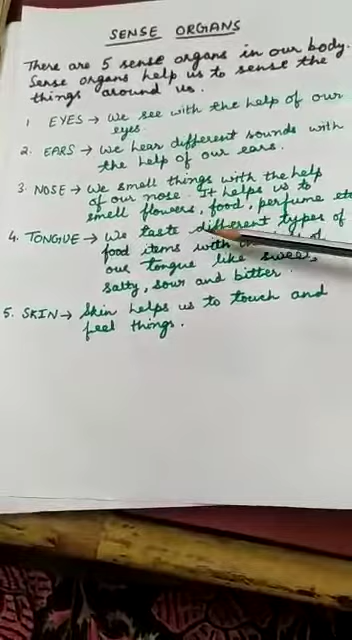 SENSE ORGANS
There are 5 sense organs in our body.
Sense organs help us to sense the
things around us.
1 EYES → We see with the help of our
eyes.
2. EARS → We hear different sounds with
the help of our ears.
3. NOSE → We smell things with the help
of our nose. It helps us to
smell flowers, food, perfume etc
4. TONGUE → We taste different types of
food items with of
our tongue like sweet,
salty, sour and bitter.
5. SKIN → Skin helps us to touch and
feel things.